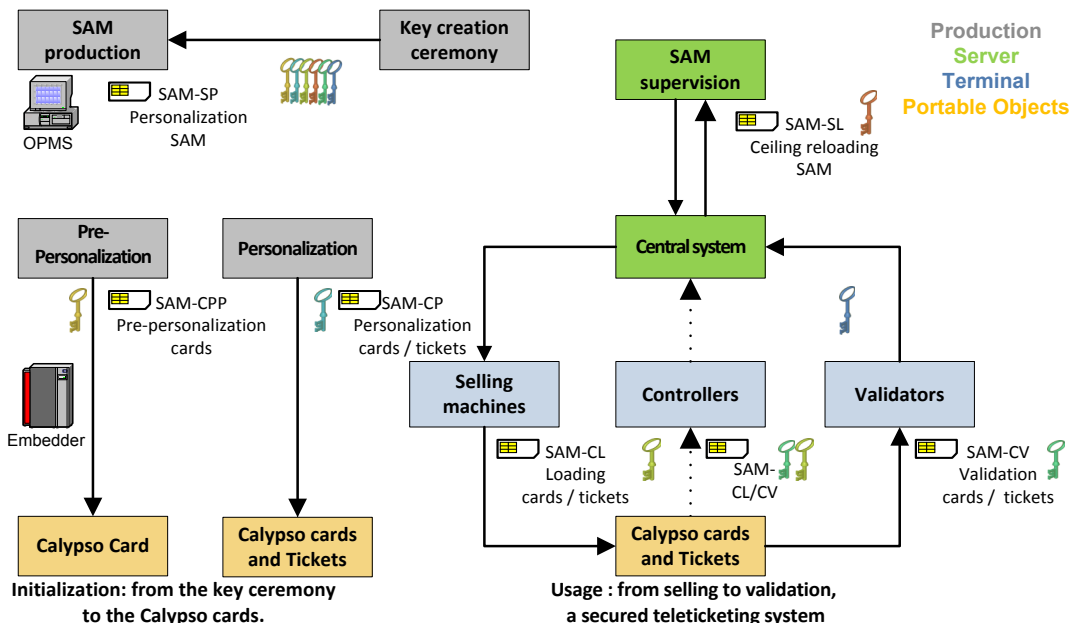 SAM
production
Key creation
ceremony
SAM-SP
Personalization
SAM
OPMS
SAM
supervision
Production
Server
Terminal
Portable Objects
SAM-SL
Ceiling reloading
SAM
Pre-
Personalization
Personalization
Central system
SAM-CPP
Pre-personalization
cards
SAM-CP
Personalization
cards / tickets
Embedder
Selling
machines
Controllers
Validators
SAM-CL
Loading
cards / tickets
SAM-
CL/CV
SAM-CV
Validation
cards / tickets
Calypso Card
Calypso cards
and Tickets
Calypso cards
and Tickets
Initialization: from the key ceremony
to the Calypso cards.
Usage : from selling to validation,
a secured teleticketing system